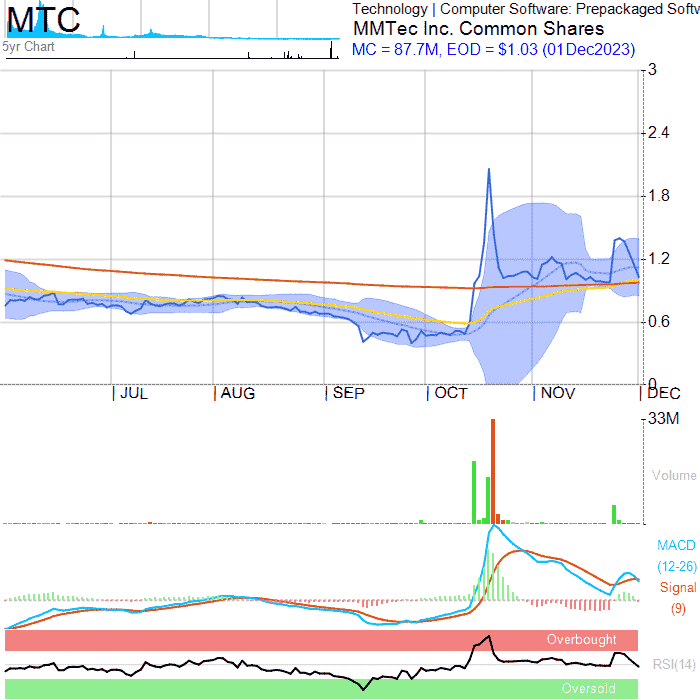 MTC
Technology | Computer Software: Prepackaged Softw
MMTec Inc. Common Shares
5yr Chart
MC = 87.7M, EOD = $1.03 (01Dec2023)
3
2.4
1.8
1.2
0.6
0
JUL AUG SEP OCT NOV DEC
33M
Volume
MACD
(12-26)
Signal
(9)
Overbought
RSI(14)
Oversold